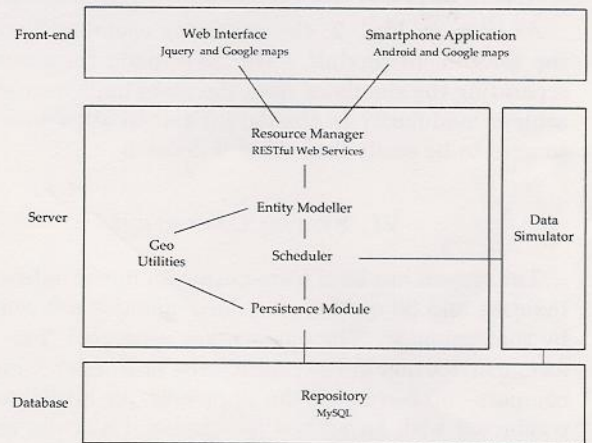 Front-end
Web Interface
Jquery and Google maps
Smartphone Application
Android and Google maps
Resource Manager
RESTful Web Services
Server
Entity Modeller
Geo
Utilities
Scheduler
Persistence Module
Data
Simulator
Database
Repository
MySQL